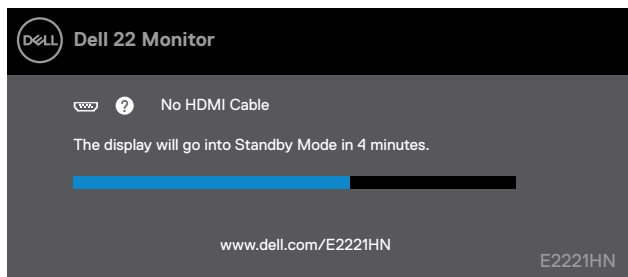 DELL Dell 22 Monitor
? No HDMI Cable
The display will go into Standby Mode in 4 minutes.
www.dell.com/E2221HN
E2221HN